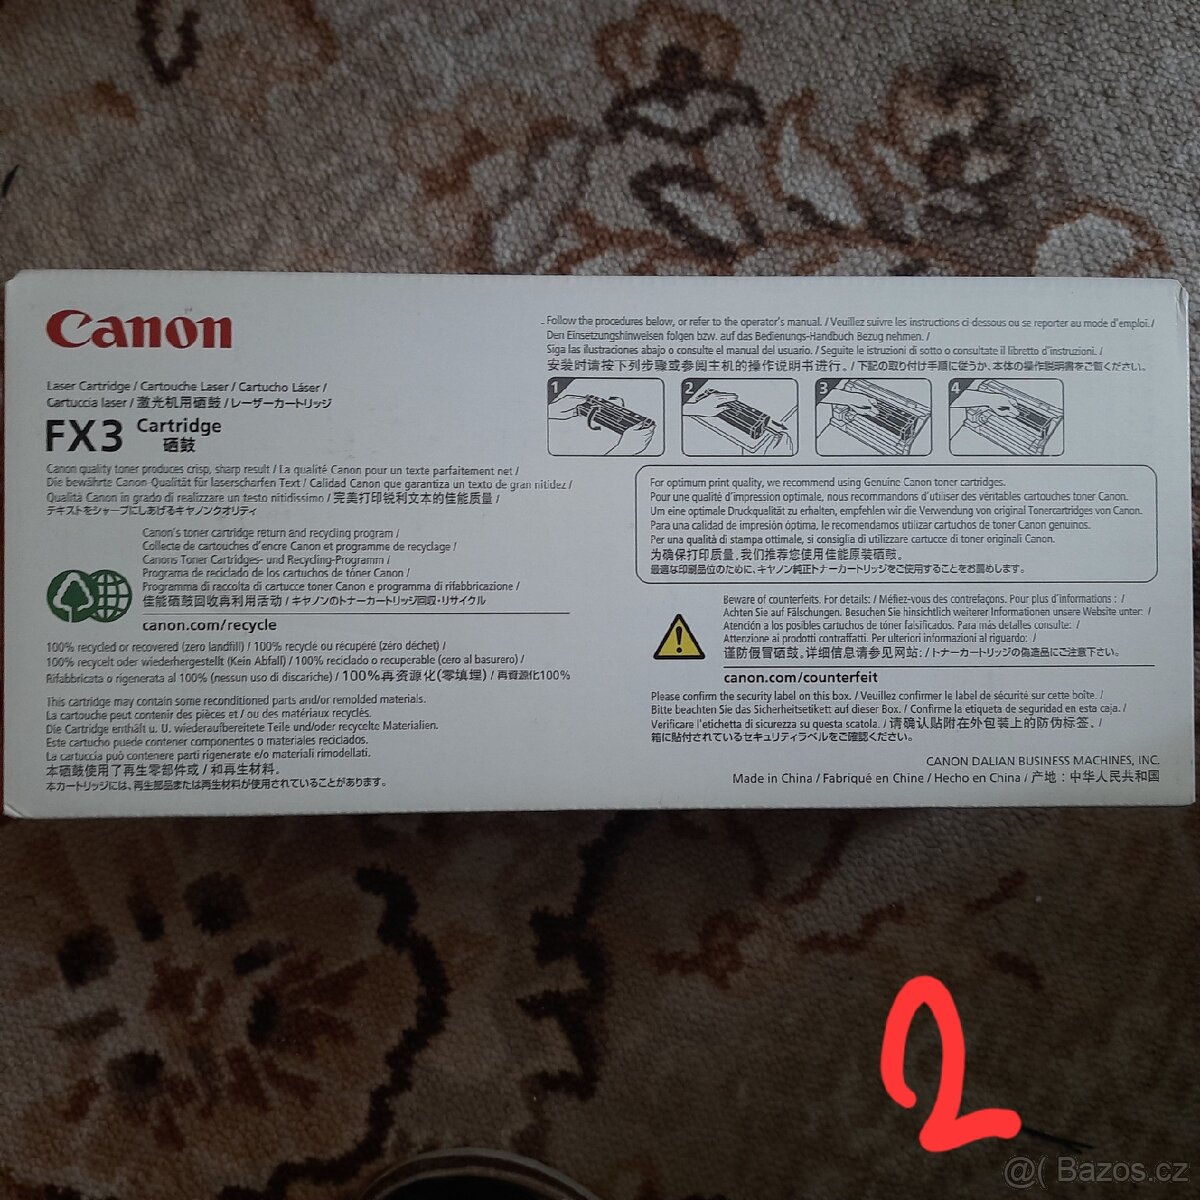 Canon
Laser Cartridge / Cartouche Laser / Cartucho Láser /
Cartuccia laser / 激光机用硒鼓 / レーザーカートリッジ
FX3 Cartridge
硒鼓
Canon quality toner produces crisp, sharp result / La qualité Canon pour un texte parfaitement net /
Die bewährte Canon-Qualität für laserscharfen Text / Calidad Canon que garantiza un texto de gran nitidez /
Qualità Canon in grado di realizzare un testo nitidissimo / 完美打印锐利文本的佳能质量 /
テキストをシャープにしあげるキヤノンクオリティ
Canon's toner cartridge return and recycling program /
Collecte de cartouches d'encre Canon et programme de recyclage /
Canons Toner Cartridges- und Recycling-Programm /
Programa de reciclado de los cartuchos de tóner Canon /
Programma di raccolta di cartucce toner Canon e programma di rifabbricazione /
佳能硒鼓回收再利用活动 / キヤノンのトナーカートリッジ回収・リサイクル
canon.com/recycle
100% recycled or recovered (zero landfill) / 100% recyclé ou récupéré (zéro déchet) /
100% recycelt oder wiederhergestellt (Kein Abfall) / 100% reciclado o recuperable (cero al basurero) /
Rifabbricata o rigenerata al 100% (nessun uso di discariche) / 100%再资源化(零填埋) / 再資源化100%
This cartridge may contain some reconditioned parts and/or remolded materials.
La cartouche peut contenir des pièces et / ou des matériaux recyclés.
Die Cartridge enthält u. U. wiederaufbereitete Teile und/oder recyelte Materialien.
Este cartucho puede contener componentes o materiales reciclados.
La cartuccia può contenere parti rigenerate e/o materiali rimodellati.
本硒鼓使用了再生零部件或 / 和再生材料.
本カートリッジには、再生部品または再生材料が使用されていることがあります。
Follow the procedures below, or refer to the operator's manual. / Veuillez suivre les instructions ci-dessous ou se reporter au mode d'emploi. /
Den Einsetzungshinweisen folgen bzw. auf das Bedienungs-Handbuch Bezug nehmen. /
Siga las ilustraciones abajo o consulte el manual del usuario. / Seguite le istruzioni di sotto o consultate il libretto d'istruzioni. /
安装时请按下列步骤或参阅主机的操作说明书进行。/ 下記の取り付け手順に従うか、本体の操作説明書をご覧ください。
1 2 3 4
For optimum print quality, we recommend using Genuine Canon toner cartridges.
Pour une qualité d'impression optimale, nous recommandons d'utiliser des véritables cartouches toner Canon.
Um eine optimale Druckqualität zu erhalten, empfehlen wir die Verwendung von original Tonercartridges von Canon.
Para una calidad de impresión óptima, le recomendamos utilizar cartuchos de tóner Canon genuinos.
Per una qualità di stampa ottimale, si consiglia di utilizzare cartucce di toner originali Canon.
为确保打印质量,我们推荐您使用佳能原装硒鼓。
最適な印刷品位のために、キヤノン純正トナーカートリッジをご使用することをお薦めします。
Beware of counterfeits. For details: / Méfiez-vous des contrefaçons. Pour plus d'informations : /
Achten Sie auf Fälschungen. Besuchen Sie hinsichtlich weiterer Informationen unsere Website unter: /
Atención a los posibles cartuchos de tóner falsificados. Para más detalles consulte: /
Attenzione ai prodotti contraffatti. Per ulteriori informazioni al riguardo: /
谨防假冒硒鼓.详细信息请参见网站: / トナーカートリッジの偽造品にご注意下さい。
canon.com/counterfeit
Please confirm the security label on this box. / Veuillez confirmer le label de sécurité sur cette boîte. /
Bitte beachten Sie das Sicherheitsetikett auf dieser Box. / Confirme la etiqueta de seguridad en esta caja. /
Verificare l'etichetta di sicurezza su questa scatola. / 请确认贴附在外包装上的防伪标签. /
箱に貼付されているセキュリティラベルをご確認ください。
CANON DALIAN BUSINESS MACHINES, INC.
Made in China / Fabriqué en Chine / Hecho en China / 产地：中华人民共和国
2
@( Bazos.cz